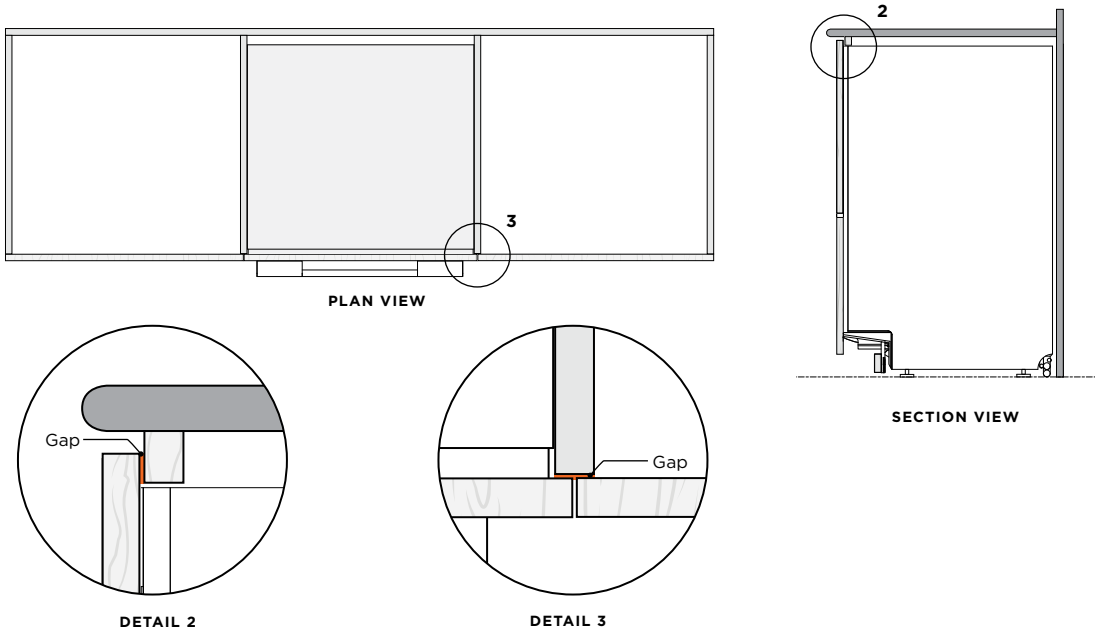 2
3
PLAN VIEW
SECTION VIEW
Gap
Gap
DETAIL 2
DETAIL 3